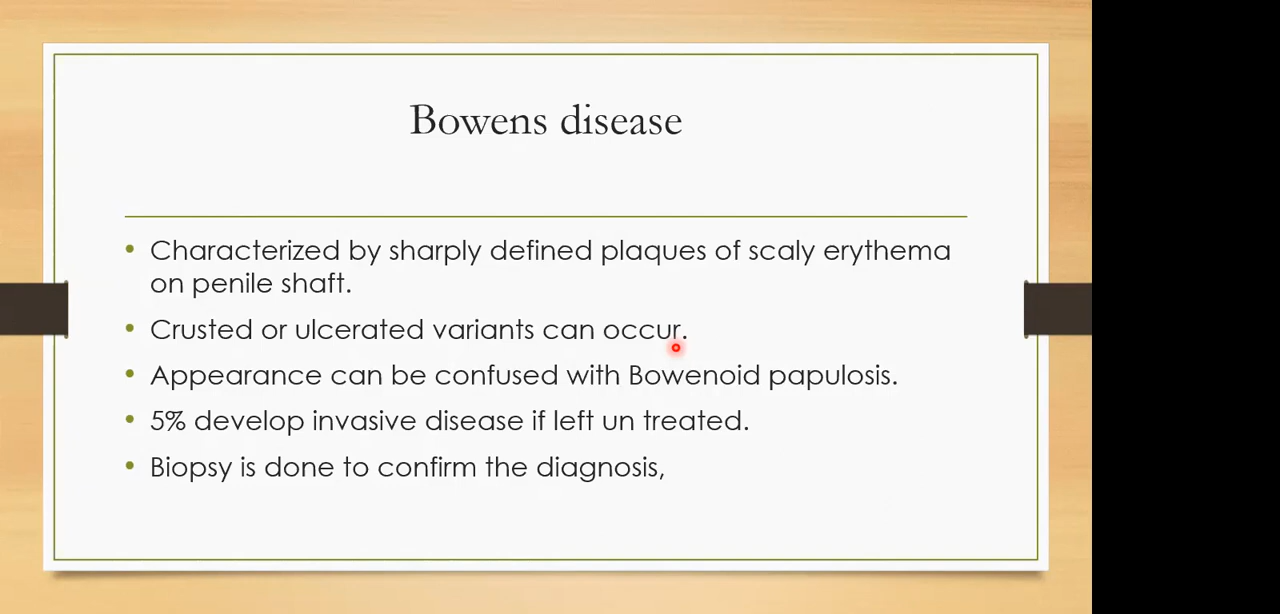 Bowens disease
• Characterized by sharply defined plaques of scaly erythema
on penile shaft.
• Crusted or ulcerated variants can occur.
• Appearance can be confused with Bowenoid papulosis.
• 5% develop invasive disease if left un treated.
• Biopsy is done to confirm the diagnosis,